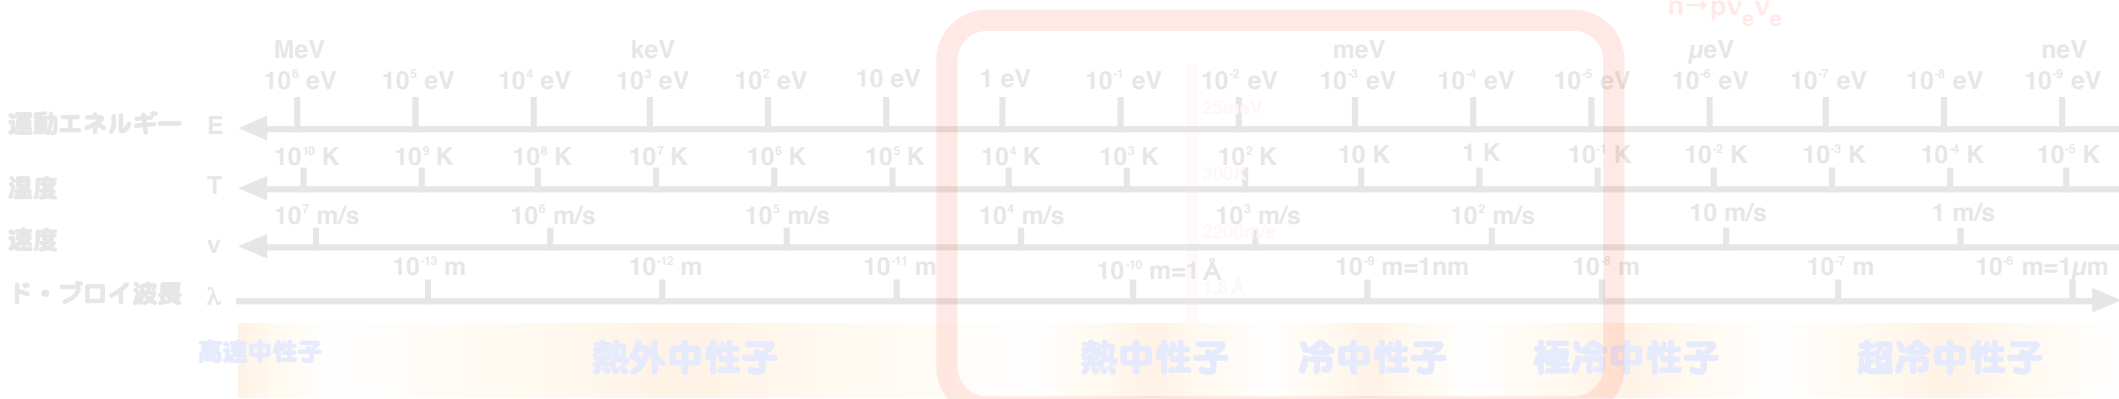 n→pνeνe
MeV keV meV μeV neV
10⁶ eV 10⁵ eV 10⁴ eV 10³ eV 10² eV 10 eV 1 eV 10⁻¹ eV 10⁻² eV 10⁻³ eV 10⁻⁴ eV 10⁻⁵ eV 10⁻⁶ eV 10⁻⁷ eV 10⁻⁸ eV 10⁻⁹ eV
25meV
運動エネルギー E
10¹⁰ K 10⁹ K 10⁸ K 10⁷ K 10⁶ K 10⁵ K 10⁴ K 10³ K 10² K 10 K 1 K 10⁻¹ K 10⁻² K 10⁻³ K 10⁻⁴ K 10⁻⁵ K
300K
温度 T
10⁷ m/s 10⁶ m/s 10⁵ m/s 10⁴ m/s 10³ m/s 10² m/s 10 m/s 1 m/s
2200m/s
速度 v
10⁻¹³ m 10⁻¹² m 10⁻¹¹ m 10⁻¹⁰ m=1Å 10⁻⁹ m=1nm 10⁻⁸ m 10⁻⁷ m 10⁻⁶ m=1μm
1.8Å
ド・ブロイ波長 λ
高速中性子 熱外中性子 熱中性子 冷中性子 極冷中性子 超冷中性子